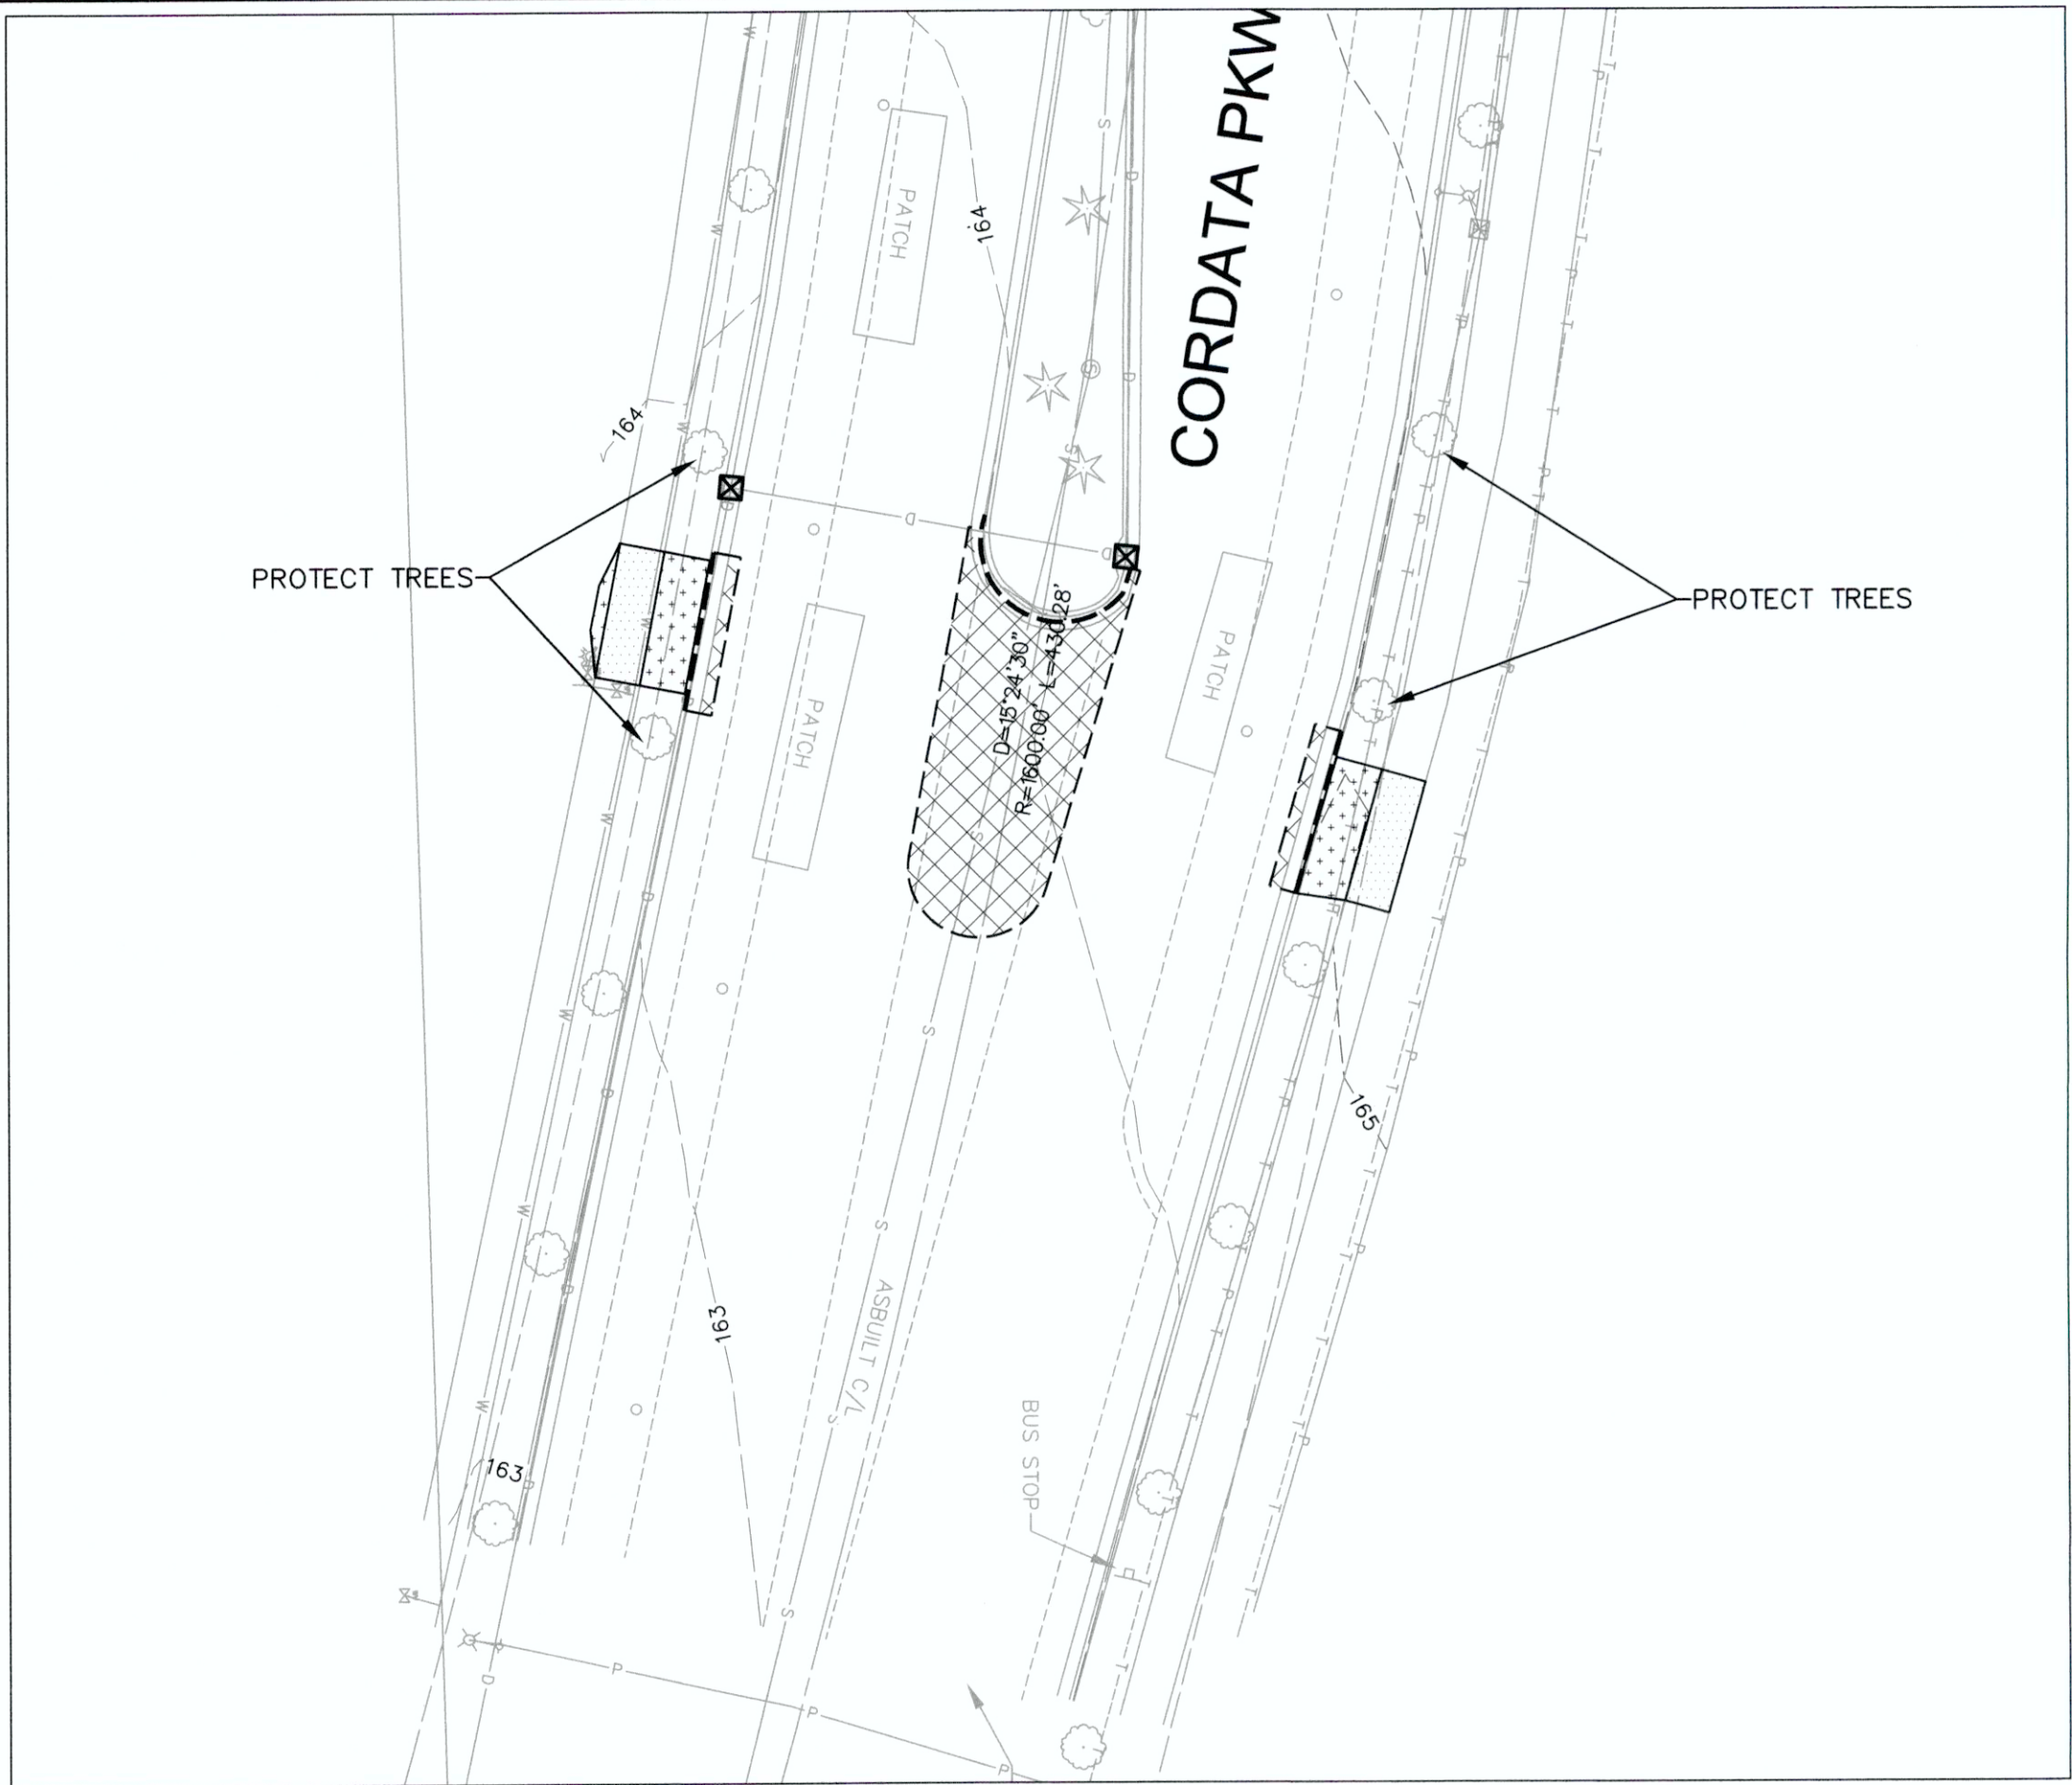 CORDATA PKW
PATCH
164
164
PROTECT TREES
PROTECT TREES
PATCH
PATCH
D=15°24'30"
L=430.28'
R=1600.00'
165
163
ASBUILT C/L
BUS STOP
163